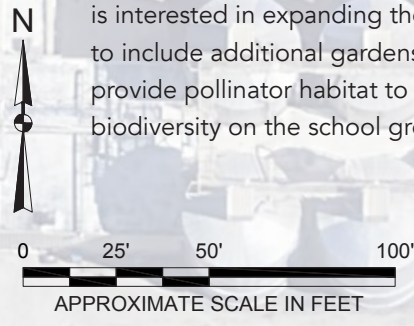 N
is interested in expanding the
to include additional gardens
provide pollinator habitat to
biodiversity on the school gr
0 25' 50' 100'
APPROXIMATE SCALE IN FEET